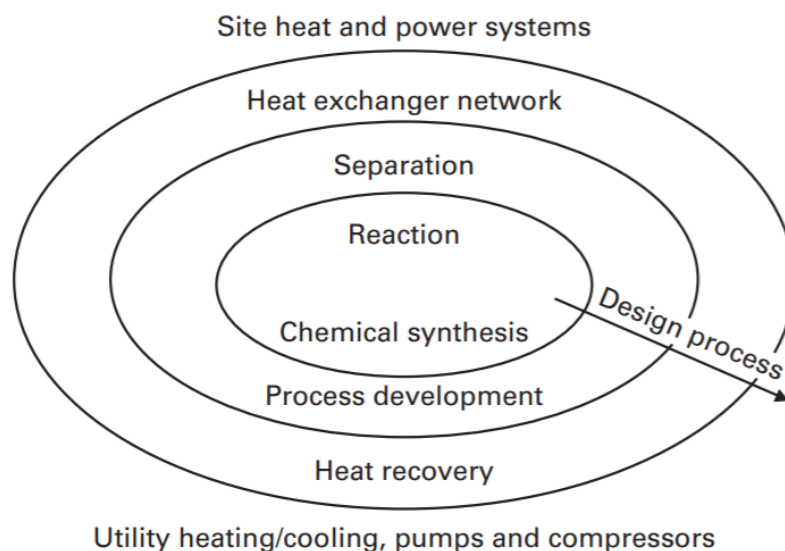 Site heat and power systems
Heat exchanger network
Separation
Reaction
Design process
Chemical synthesis
Process development
Heat recovery
Utility heating/cooling, pumps and compressors